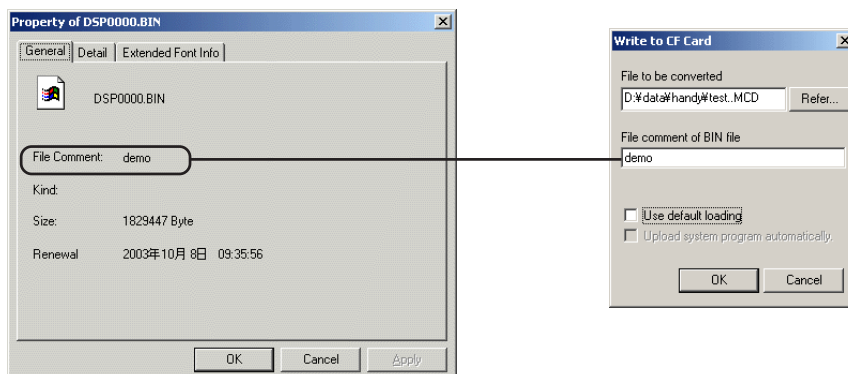 Property of DSP0000.BIN
General Detail Extended Font Info
DSP0000.BIN
File Comment: demo
Kind:
Size: 1829447 Byte
Renewal 2003年10月 8日 09:35:56
OK Cancel Apply
Write to CF Card
File to be converted
D:¥data¥handy¥test..MCD Refer...
File comment of BIN file
demo
Use default loading
Upload system program automatically.
OK Cancel